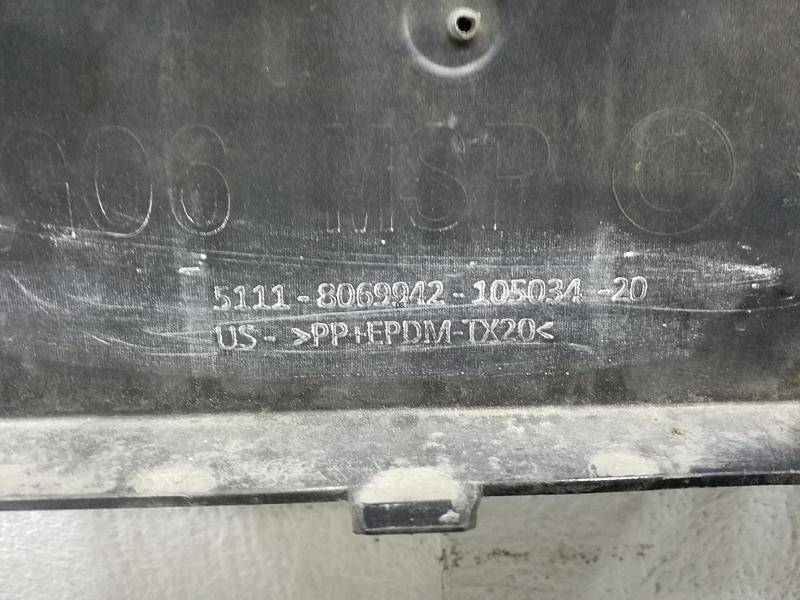 G06 MSP G
5111-8069942-105034-20
US->PP+EPDM-TX20<